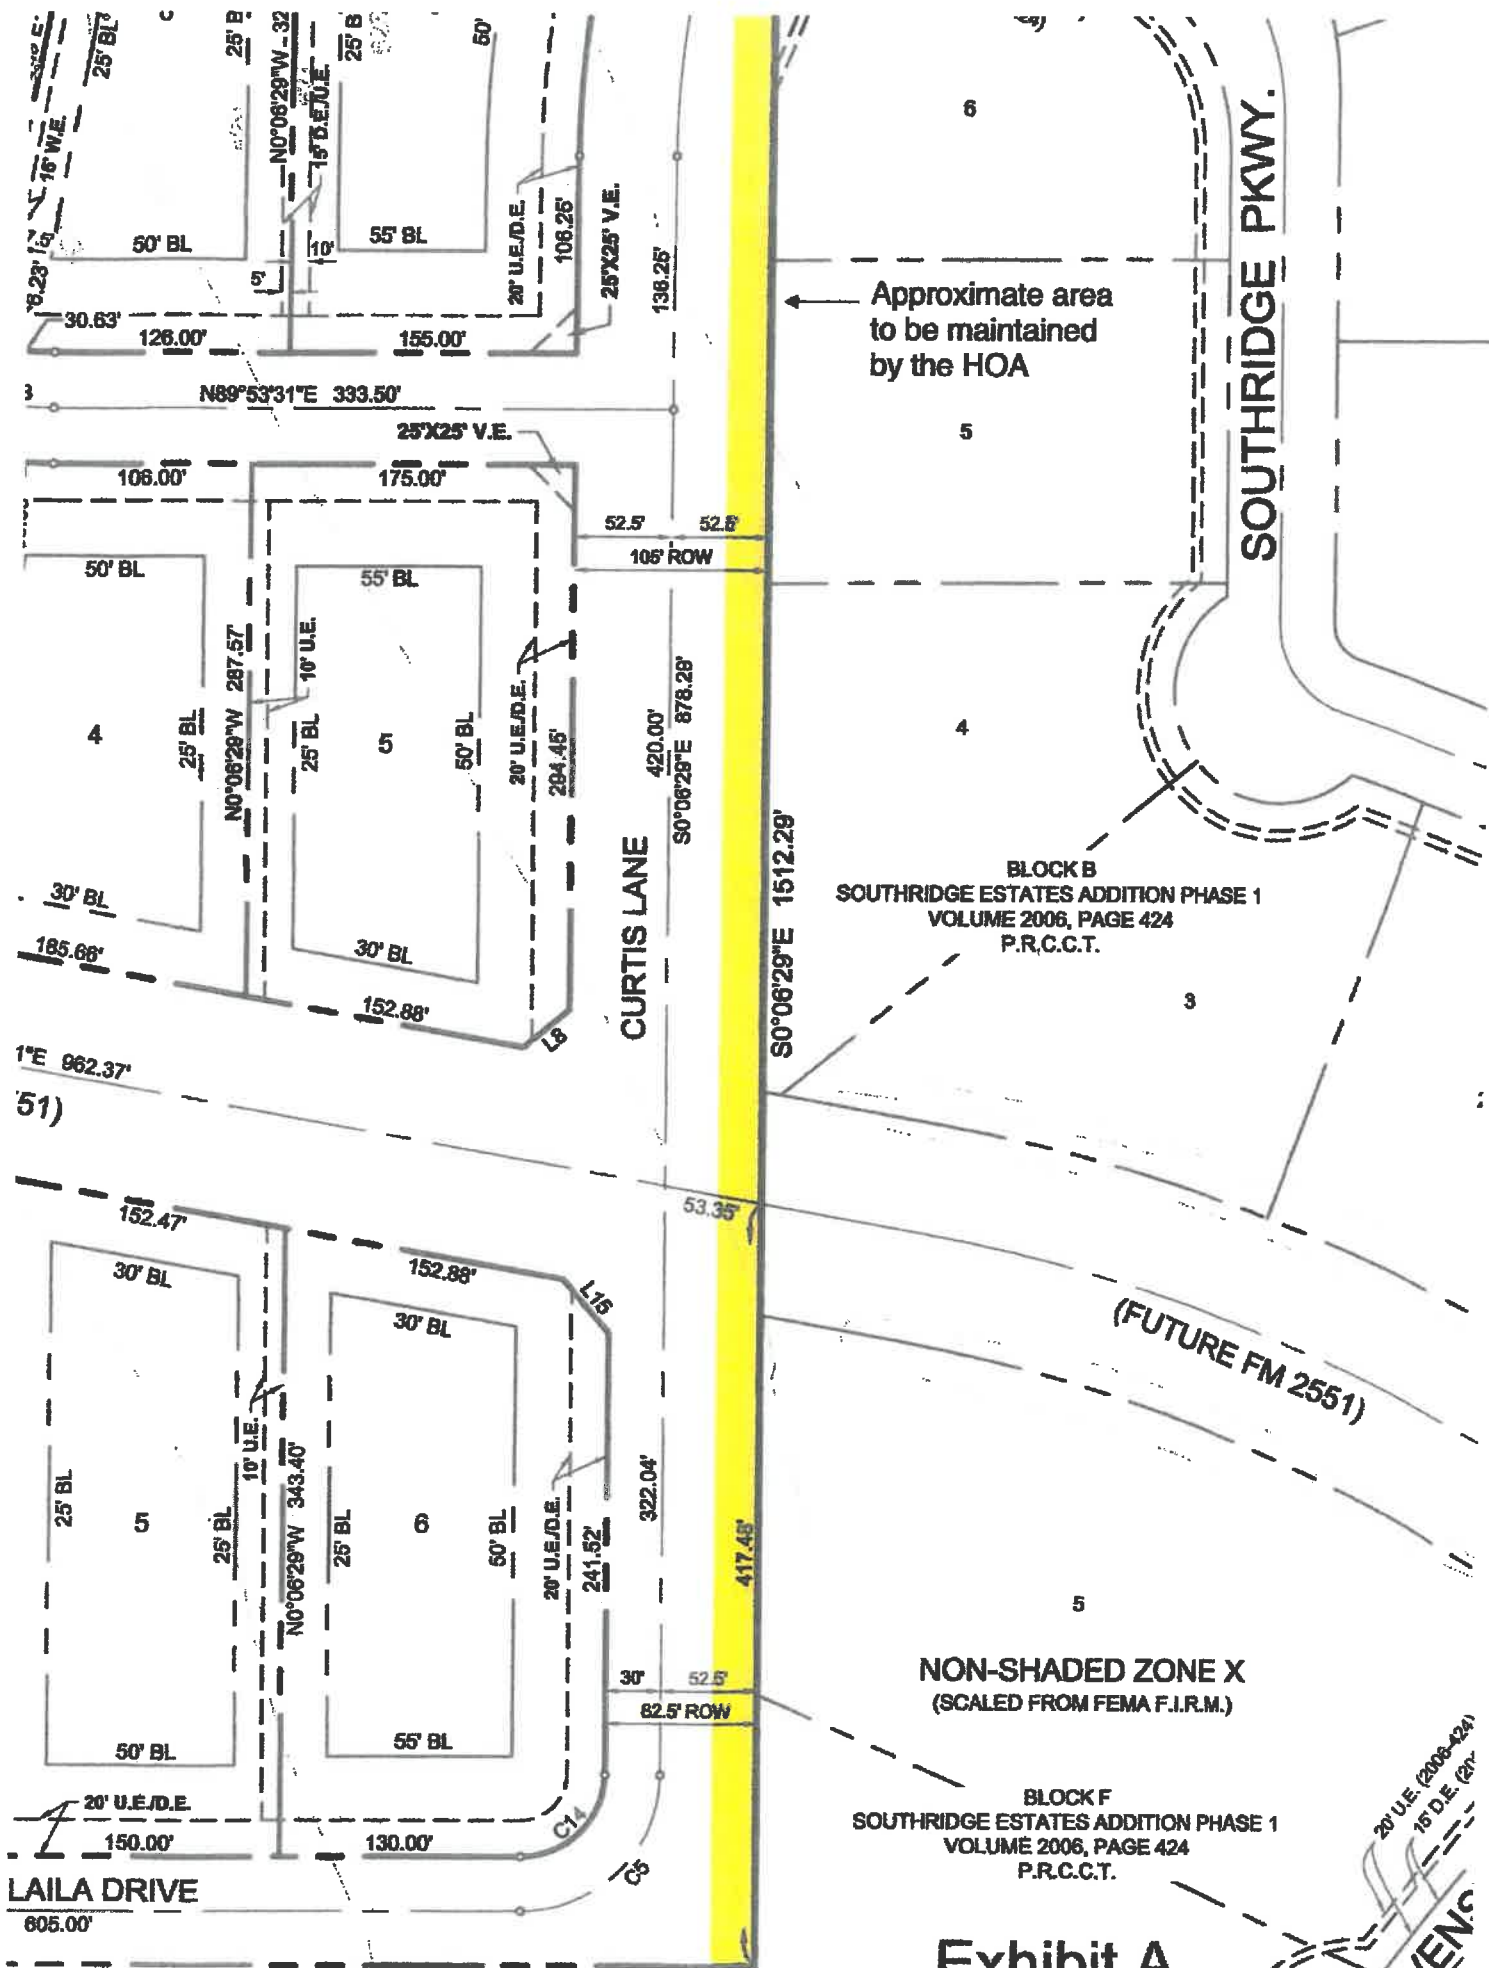 25' BL
16' W.E.
25' B
N0°06'29"W 32
15' D.E./U.E.
25' B
50'
6
SOUTHRIDGE PKWY.
50' BL
5'
10'
55' BL
20' U.E./D.E.
106.25'
25'X25' V.E.
136.25'
30.63'
126.00'
155.00'
Approximate area
to be maintained
by the HOA
N89°53'31"E 333.50'
25'X25' V.E.
5
106.00'
175.00'
52.5'
52.5'
105' ROW
50' BL
55' BL
4
25' BL
N0°06'29"W 287.57'
10' U.E.
25' BL
5
50' BL
20' U.E./D.E.
294.45'
420.00'
S0°06'29"E 878.29'
4
CURTIS LANE
S0°06'29"E 1512.29'
BLOCK B
SOUTHRIDGE ESTATES ADDITION PHASE 1
VOLUME 2006, PAGE 424
P.R.C.C.T.
30' BL
185.66'
30' BL
152.88'
L8
3
1"E 962.37'
51)
53.35'
152.47'
152.88'
L15
30' BL
30' BL
(FUTURE FM 2551)
25' BL
5
25' BL
10' U.E.
N0°06'29"W 343.40'
25' BL
6
50' BL
20' U.E./D.E.
241.52'
322.04'
417.48'
5
NON-SHADED ZONE X
(SCALED FROM FEMA F.I.R.M.)
30'
52.5'
82.5' ROW
50' BL
55' BL
20' U.E./D.E.
150.00'
130.00'
C14
C5
LAILA DRIVE
605.00'
BLOCK F
SOUTHRIDGE ESTATES ADDITION PHASE 1
VOLUME 2006, PAGE 424
P.R.C.C.T.
20' U.E. (2006-424)
15' D.E.
Exhibit A